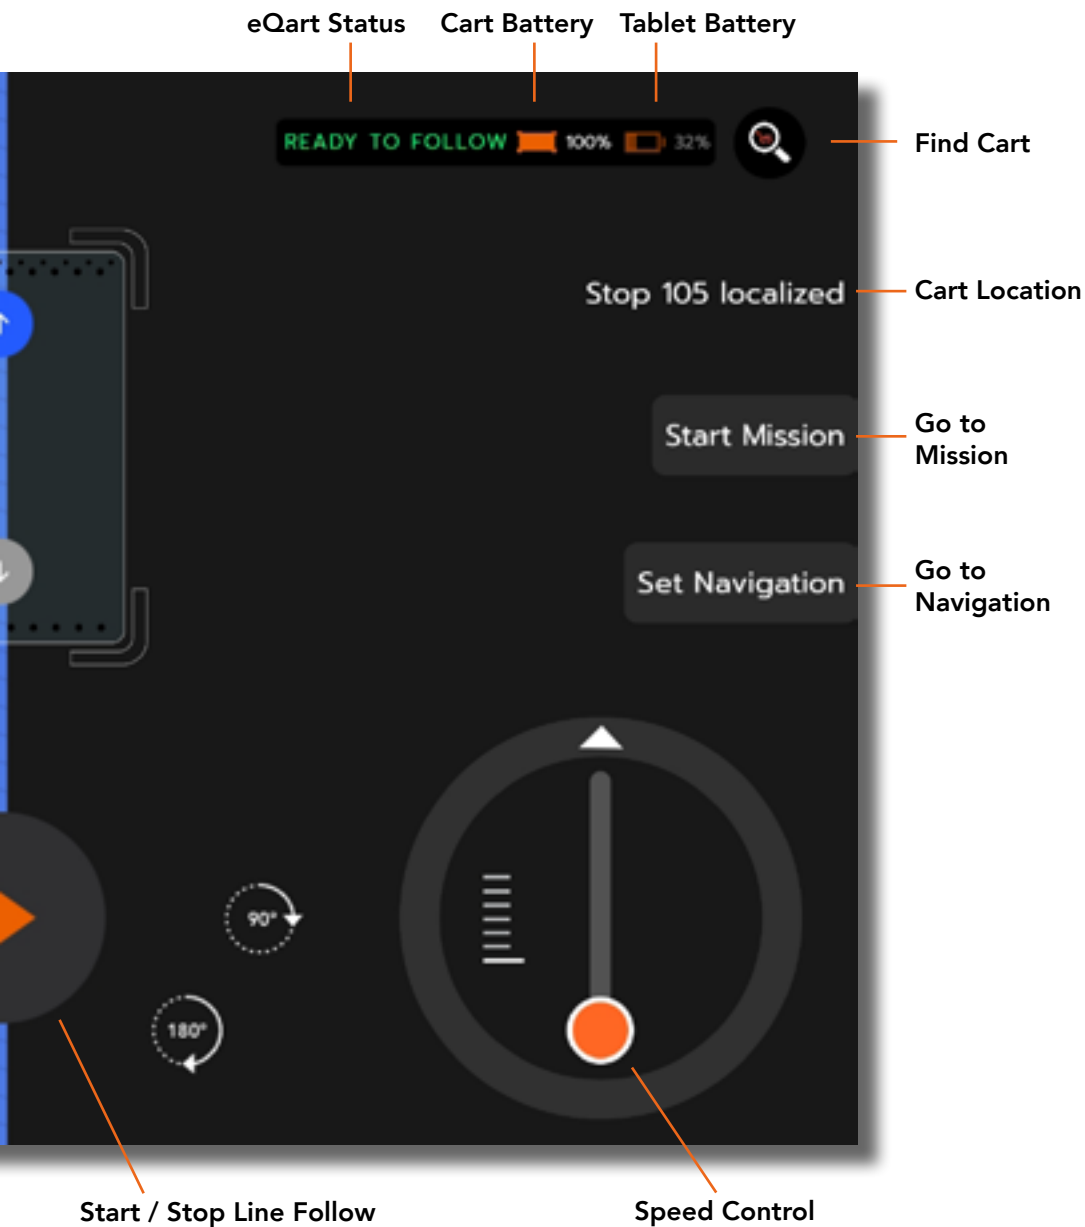 eQart Status
Cart Battery
Tablet Battery
READY TO FOLLOW
100%
32%
Find Cart
Stop 105 localized
Cart Location
Start Mission
Go to
Mission
Set Navigation
Go to
Navigation
90°
180°
Start / Stop Line Follow
Speed Control